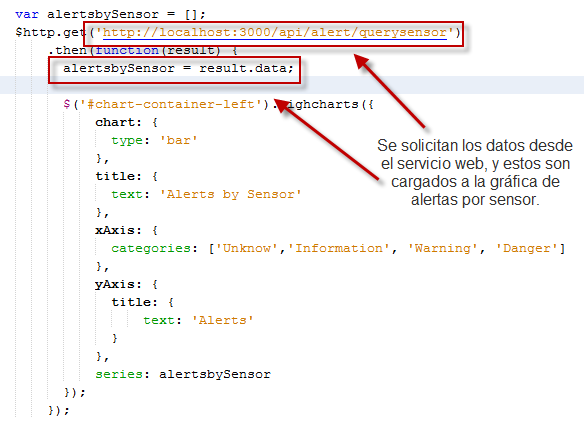 var alertsbySensor = [];
$http.get('http://localhost:3000/api/alert/querysensor')
.then(function(result) {
alertsbySensor = result.data;
$('#chart-container-left').ighcharts({
chart: {
type: 'bar'
},
title: {
text: 'Alerts by Sensor'
},
xAxis: {
categories: ['Unknow','Information', 'Warning', 'Danger']
},
yAxis: {
title: {
text: 'Alerts'
}
},
series: alertsbySensor
});
});
Se solicitan los datos desde
el servicio web, y estos son
cargados a la gráfica de
alertas por sensor.